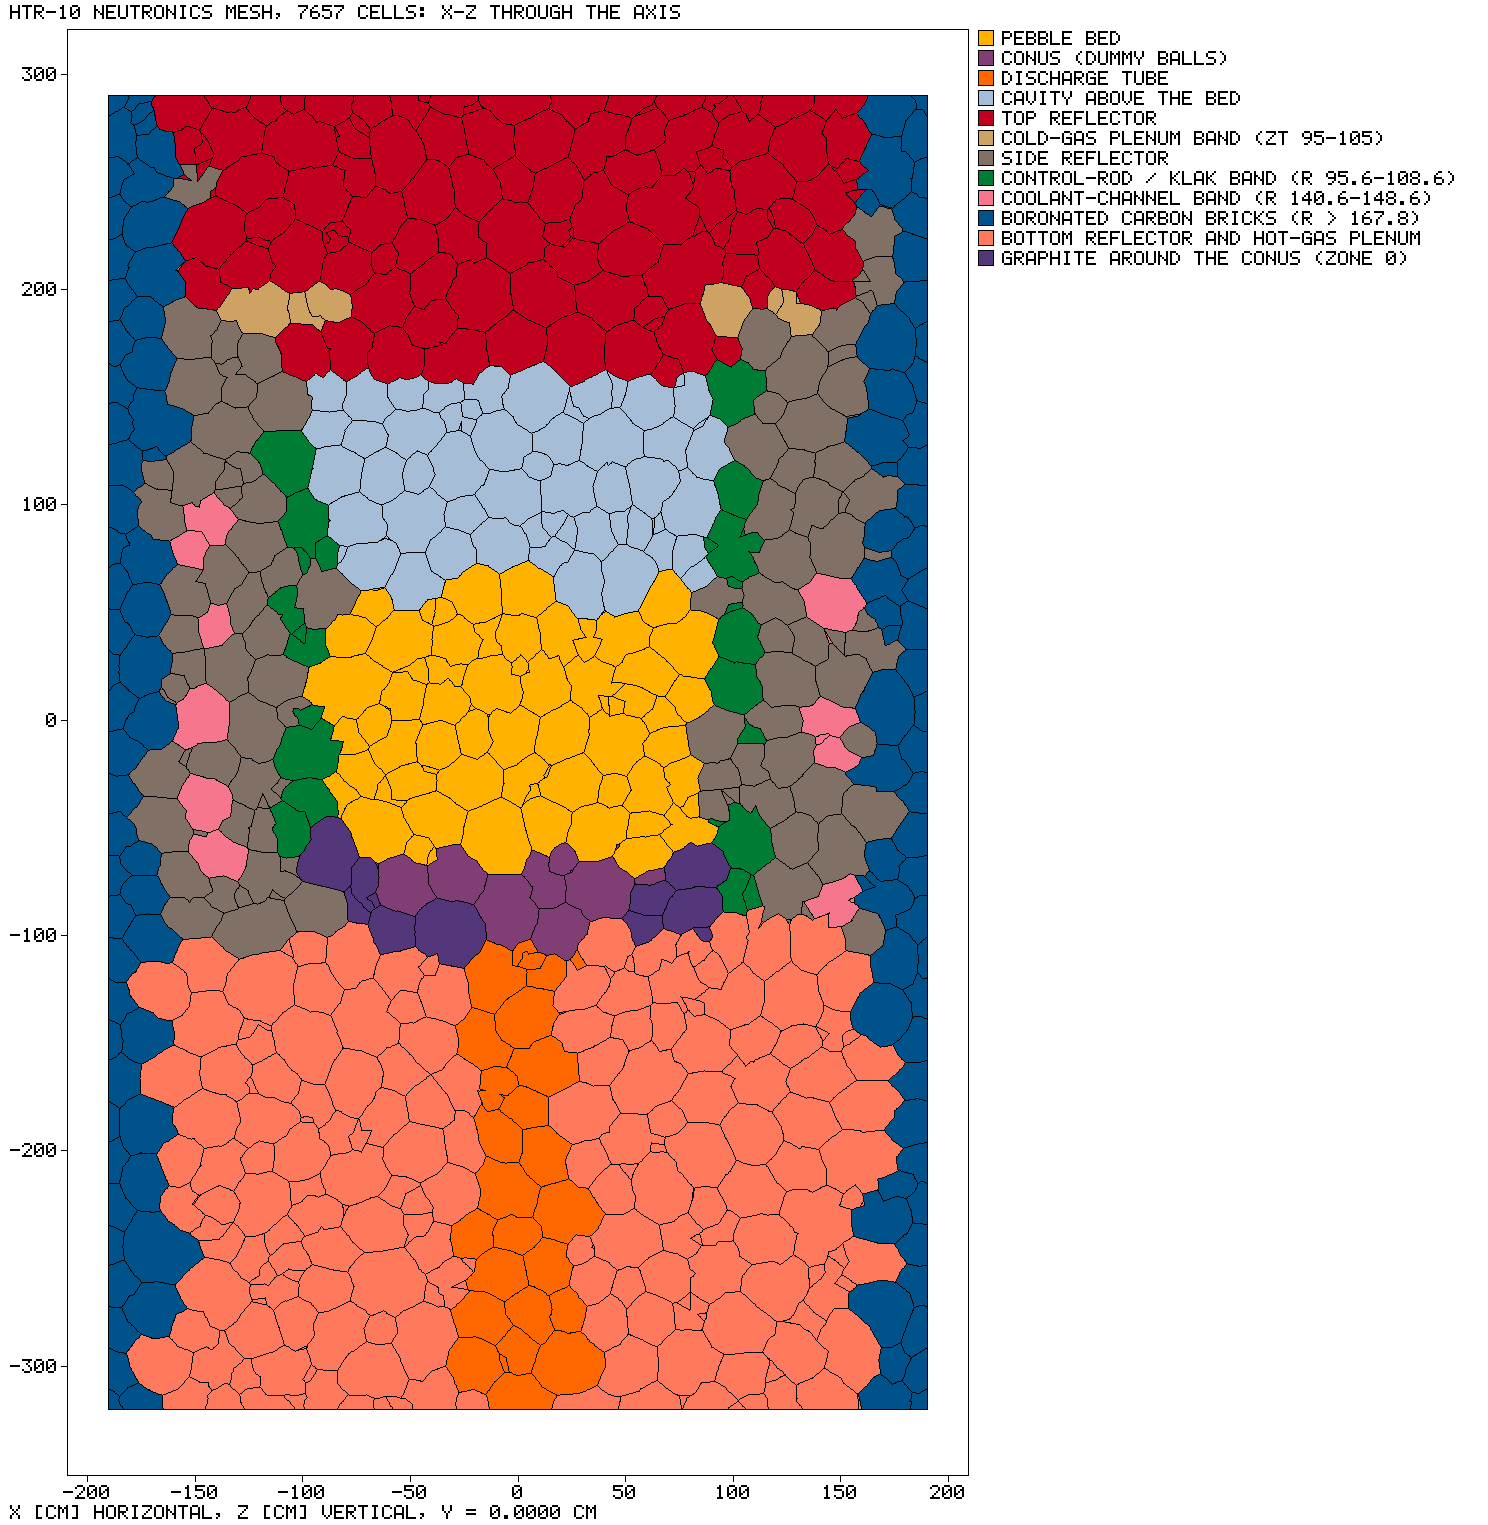 HTR-10 NEUTRONICS MESH, 7657 CELLS: X-Z THROUGH THE AXIS
PEBBLE BED
CONUS (DUMMY BALLS)
DISCHARGE TUBE
CAVITY ABOVE THE BED
TOP REFLECTOR
COLD-GAS PLENUM BAND (ZT 95-105)
SIDE REFLECTOR
CONTROL-ROD / KLAK BAND (R 95.6-108.6)
COOLANT-CHANNEL BAND (R 140.6-148.6)
BORONATED CARBON BRICKS (R > 167.8)
BOTTOM REFLECTOR AND HOT-GAS PLENUM
GRAPHITE AROUND THE CONUS (ZONE 0)
300
200
100
0
-100
-200
-300
-200 -150 -100 -50 0 50 100 150 200
X [CM] HORIZONTAL, Z [CM] VERTICAL, Y = 0.0000 CM